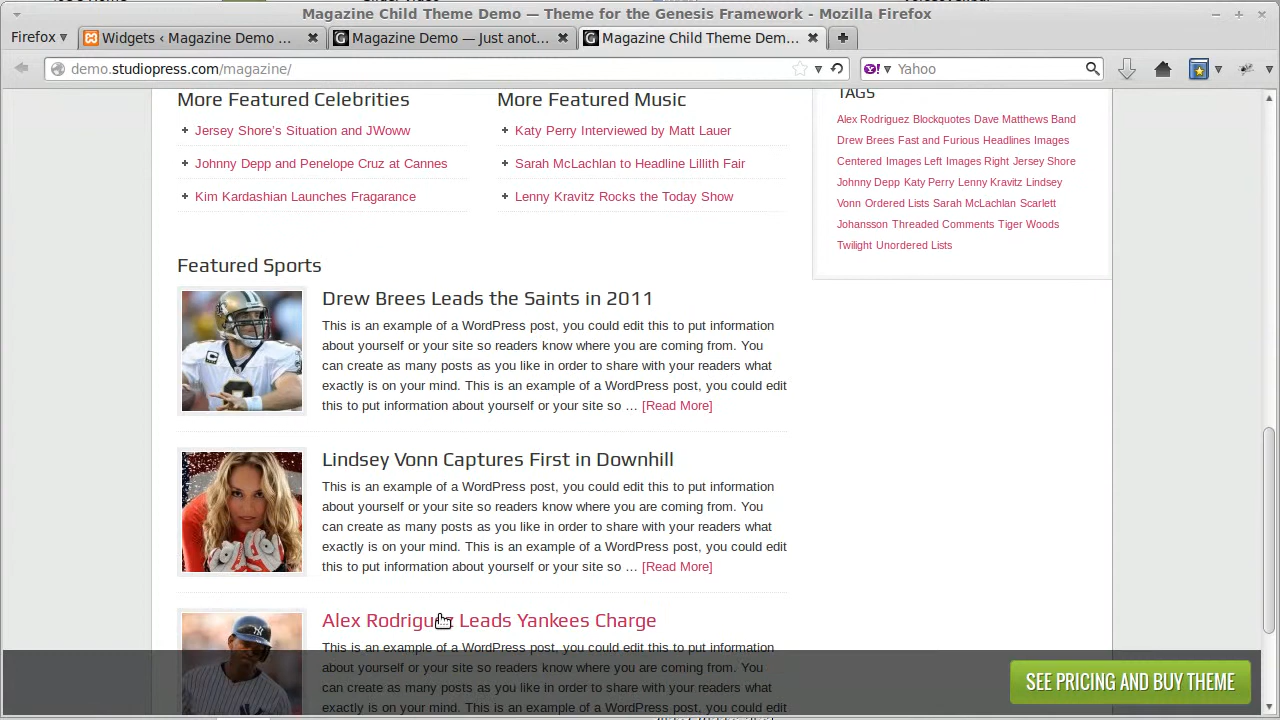 Magazine Child Theme Demo — Theme for the Genesis Framework - Mozilla Firefox
Firefox
Widgets ‹ Magazine Demo ...
Magazine Demo — Just anot...
Magazine Child Theme Dem...
demo.studiopress.com/magazine/
Yahoo
More Featured Celebrities
Jersey Shore's Situation and JWoww
Johnny Depp and Penelope Cruz at Cannes
Kim Kardashian Launches Fragarance
More Featured Music
Katy Perry Interviewed by Matt Lauer
Sarah McLachlan to Headline Lillith Fair
Lenny Kravitz Rocks the Today Show
TAGS
Alex Rodriguez Blockquotes Dave Matthews Band
Drew Brees Fast and Furious Headlines Images
Centered Images Left Images Right Jersey Shore
Johnny Depp Katy Perry Lenny Kravitz Lindsey
Vonn Ordered Lists Sarah McLachlan Scarlett
Johansson Threaded Comments Tiger Woods
Twilight Unordered Lists
Featured Sports
Drew Brees Leads the Saints in 2011
This is an example of a WordPress post, you could edit this to put information
about yourself or your site so readers know where you are coming from. You
can create as many posts as you like in order to share with your readers what
exactly is on your mind. This is an example of a WordPress post, you could edit
this to put information about yourself or your site so ... [Read More]
Lindsey Vonn Captures First in Downhill
This is an example of a WordPress post, you could edit this to put information
about yourself or your site so readers know where you are coming from. You
can create as many posts as you like in order to share with your readers what
exactly is on your mind. This is an example of a WordPress post, you could edit
this to put information about yourself or your site so ... [Read More]
Alex Rodriguez Leads Yankees Charge
This is an example of a WordPress post, you could edit this to put information
about yourself or your site so readers know where you are coming from. You
can create as many posts as you like in order to share with your readers what
exactly is on your mind. This is an example of a WordPress post, you could edit
SEE PRICING AND BUY THEME